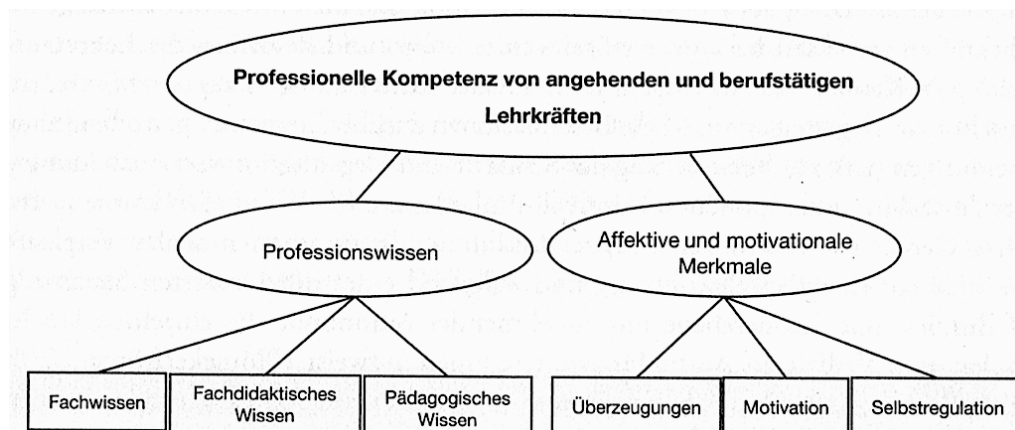 Professionelle Kompetenz von angehenden und berufstätigen
Lehrkräften
Professionswissen
Affektive und motivationale
Merkmale
Fachwissen
Fachdidaktisches
Wissen
Pädagogisches
Wissen
Überzeugungen
Motivation
Selbstregulation